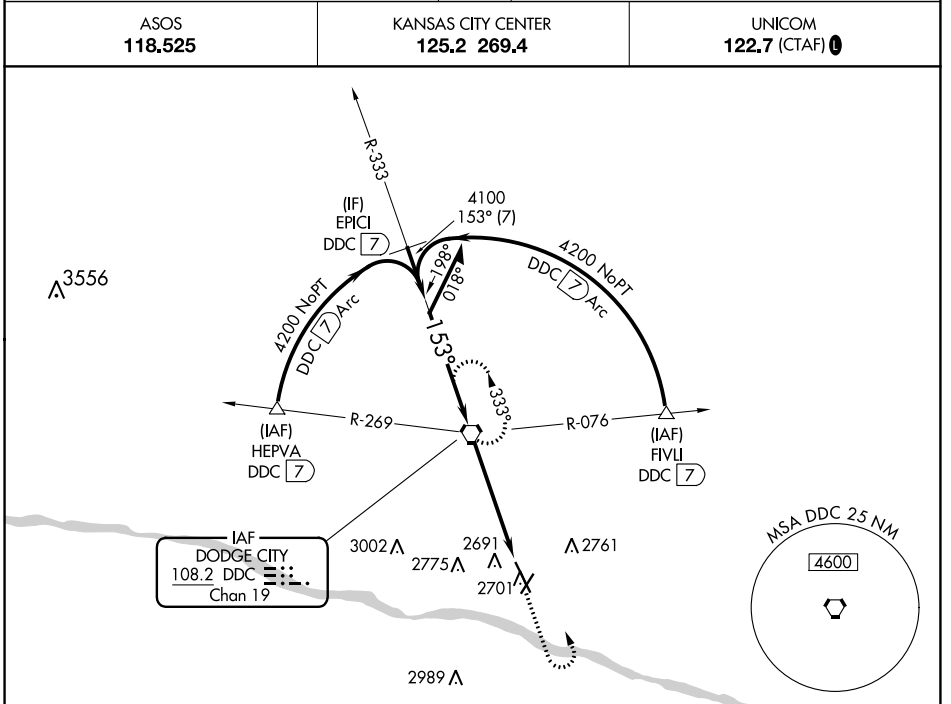 ASOS
118.525
KANSAS CITY CENTER
125.2 269.4
UNICOM
122.7 (CTAF) L
R-333
4100
153° (7)
(IF)
EPICI
DDC 7
3556
198°
018°
4200 NoPT
DDC 7 Arc
4200 NoPT
DDC 7 Arc
153°
333°
R-269
R-076
(IAF)
HEPVA
DDC 7
(IAF)
FIVLI
DDC 7
IAF
DODGE CITY
108.2 DDC
Chan 19
3002
2775
2691
2701
2761
2989
MSA DDC 25 NM
4600